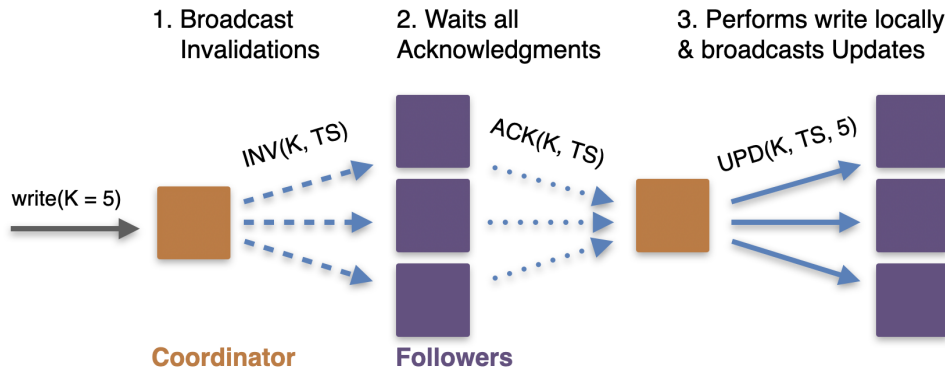 1. Broadcast
Invalidations
2. Waits all
Acknowledgments
3. Performs write locally
& broadcasts Updates
write(K = 5)
INV(K, TS)
ACK(K, TS)
UPD(K, TS, 5)
Coordinator
Followers